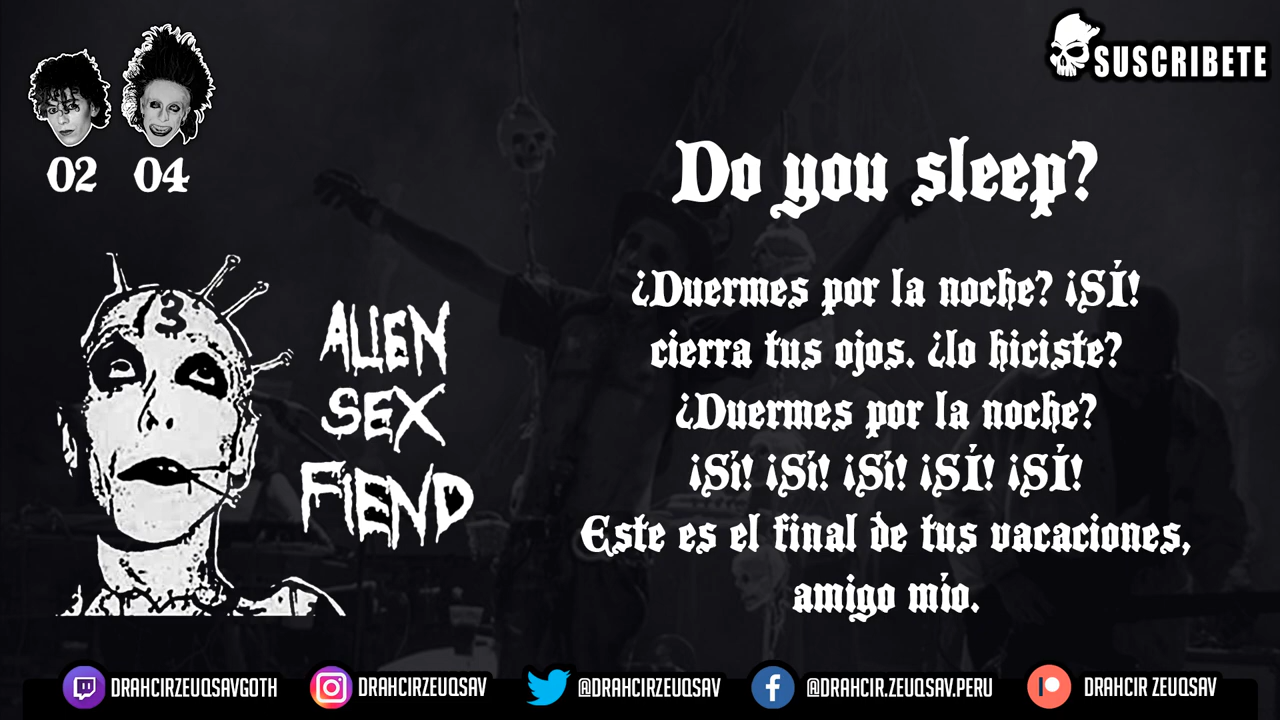 SUSCRIBETE
02 04
Do you sleep?
¿Duermes por la noche? ¡SÍ!
cierra tus ojos. ¿lo hiciste?
¿Duermes por la noche?
¡Sí! ¡Sí! ¡Sí! ¡SÍ! ¡SÍ!
Este es el final de tus vacaciones,
amigo mío.
13
ALIEN
SEX
FIEND
DRAHCIRZEUQSAVGOTH DRAHCIRZEUQSAV @DRAHCIRZEUQSAV @DRAHCIR.ZEUQSAV.PERU DRAHCIR ZEUQSAV